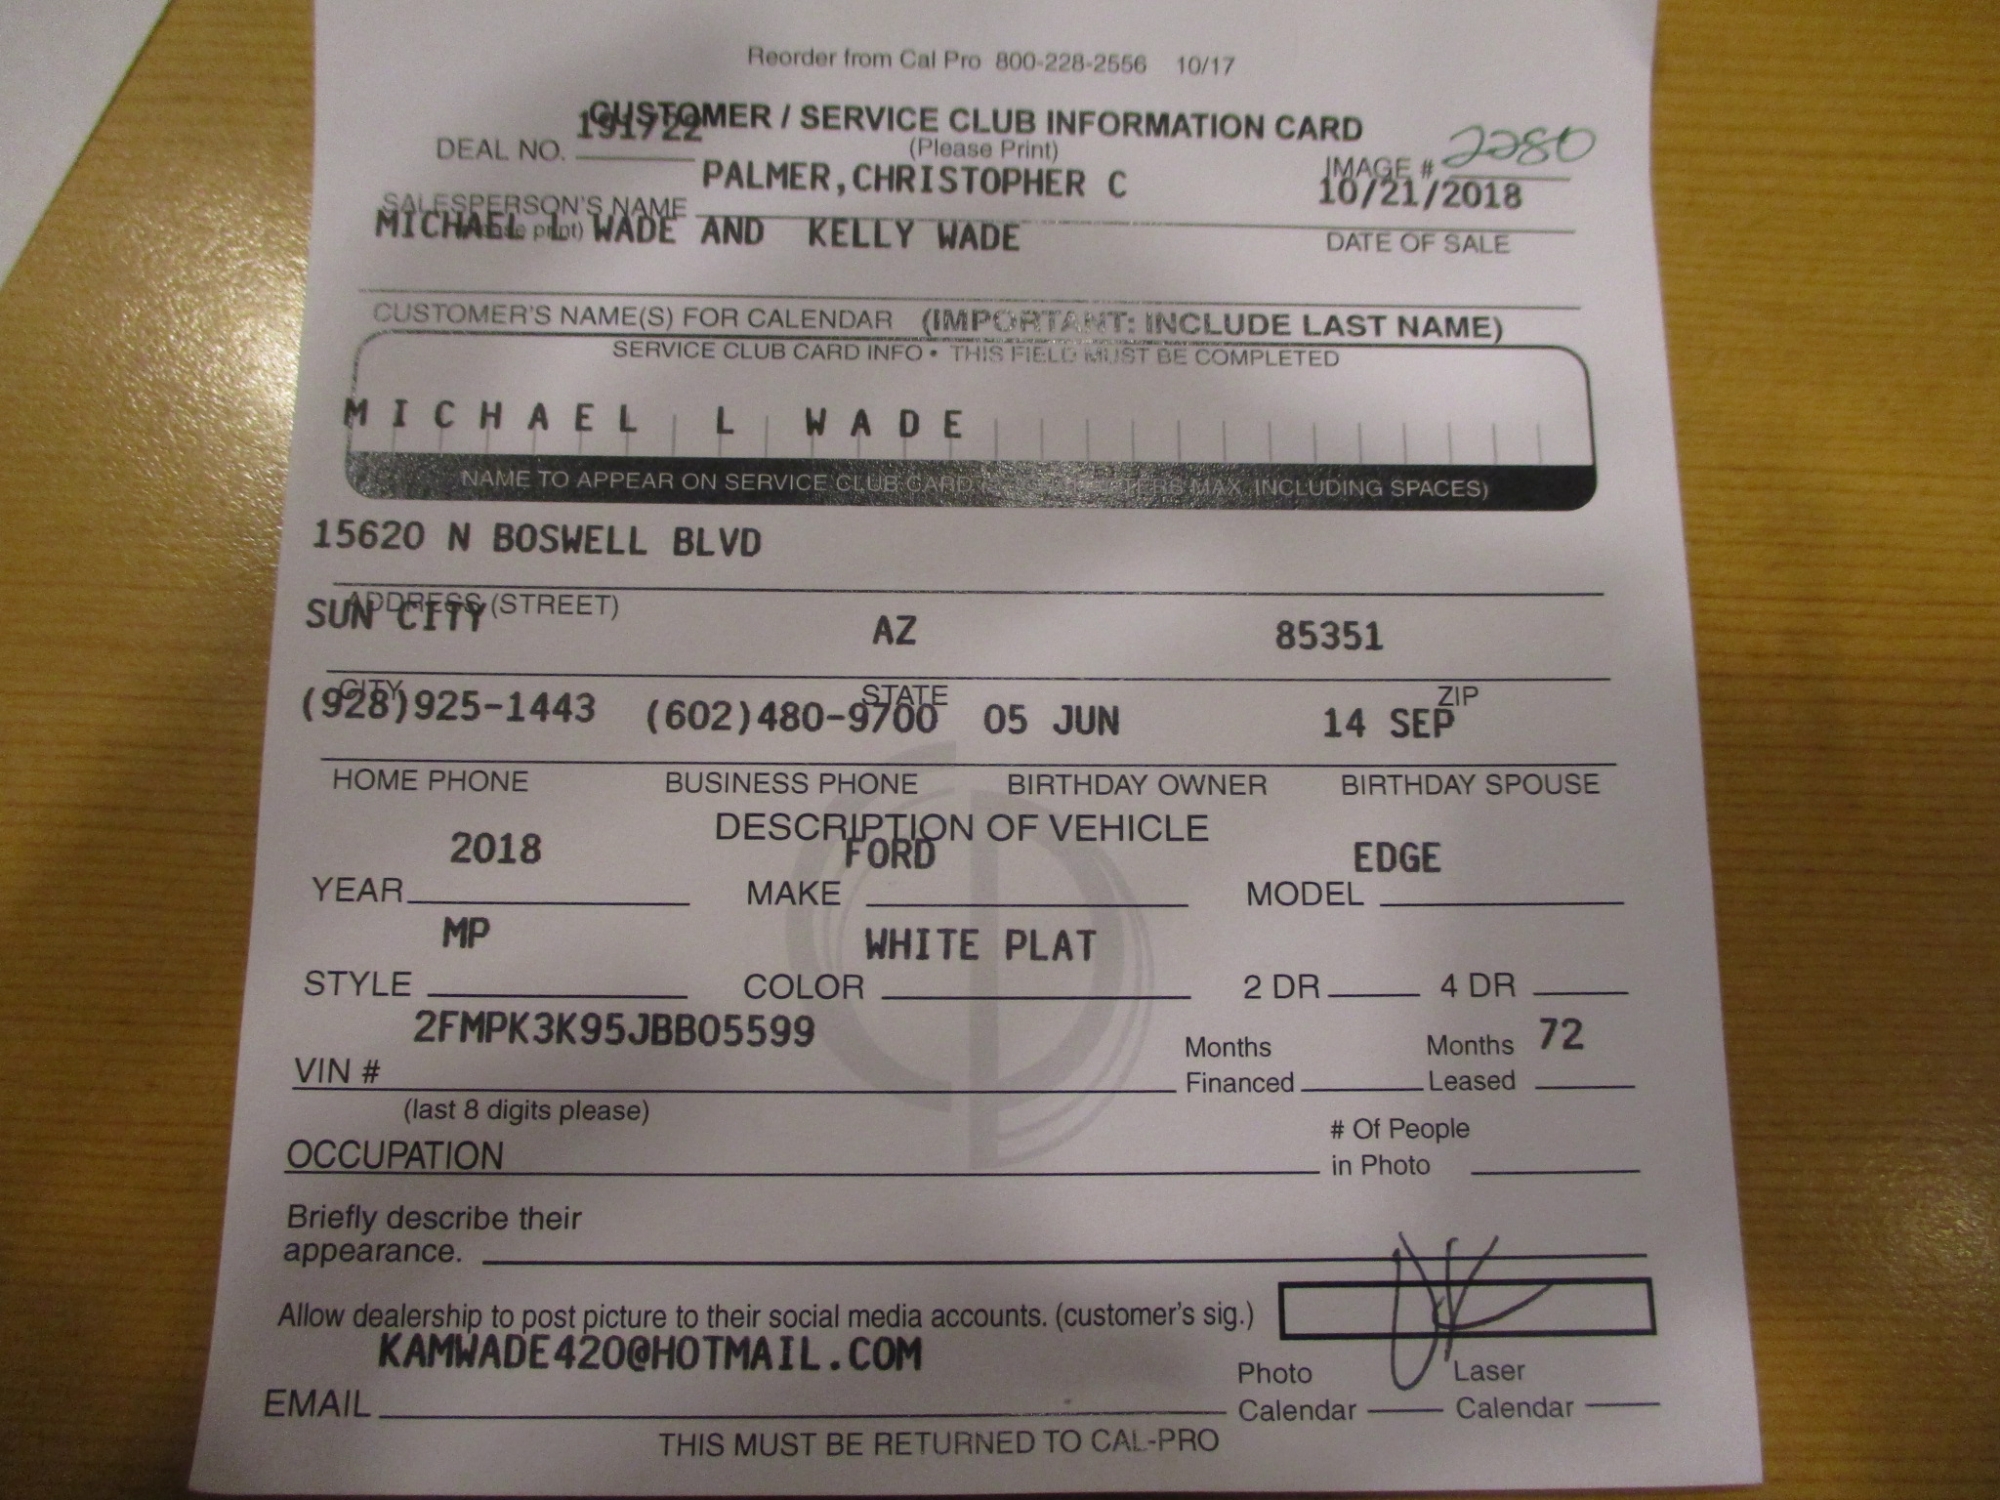 Reorder from Cal Pro 800-228-2556 10/17
CUSTOMER / SERVICE CLUB INFORMATION CARD
(Please Print)
DEAL NO. 191722
IMAGE # 2280
PALMER,CHRISTOPHER C 10/21/2018
SALESPERSON'S NAME
MICHAEL L WADE AND KELLY WADE
DATE OF SALE
CUSTOMER'S NAME(S) FOR CALENDAR (IMPORTANT: INCLUDE LAST NAME)
SERVICE CLUB CARD INFO • THIS FIELD MUST BE COMPLETED
MICHAEL L WADE
NAME TO APPEAR ON SERVICE CLUB CARD MAX. INCLUDING SPACES)
15620 N BOSWELL BLVD
ADDRESS (STREET)
SUN CITY AZ 85351
CITY STATE ZIP
(928)925-1443 (602)480-9700 05 JUN 14 SEP
HOME PHONE BUSINESS PHONE BIRTHDAY OWNER BIRTHDAY SPOUSE
DESCRIPTION OF VEHICLE
2018 FORD EDGE
YEAR MAKE MODEL
MP WHITE PLAT
STYLE COLOR 2 DR 4 DR
2FMPK3K95JBB05599
VIN #
(last 8 digits please)
Months Financed
Months Leased 72
OCCUPATION
# Of People in Photo
Briefly describe their
appearance.
Allow dealership to post picture to their social media accounts. (customer's sig.)
KAMWADE420@HOTMAIL.COM
EMAIL
Photo Calendar
Laser Calendar
THIS MUST BE RETURNED TO CAL-PRO